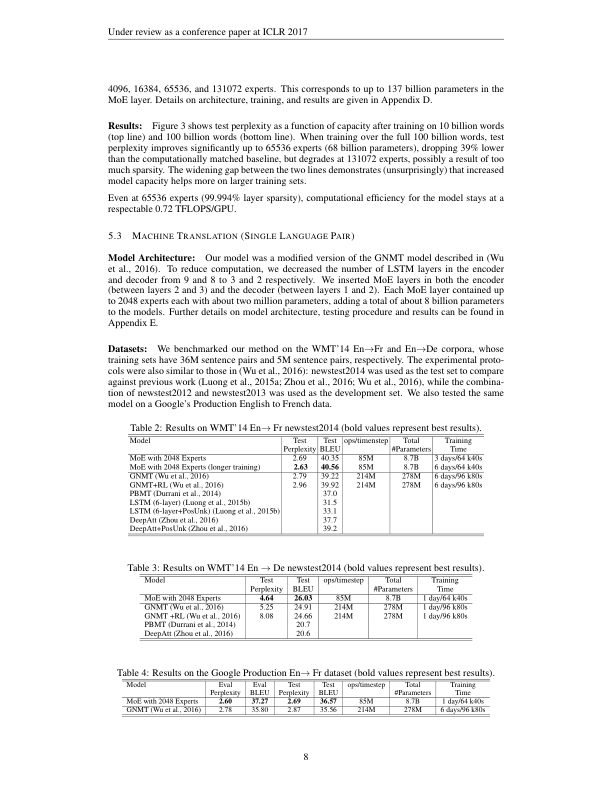 Under review as a conference paper at ICLR 2017
4096, 16384, 65536, and 131072 experts. This corresponds to up to 137 billion parameters in the
MoE layer. Details on architecture, training, and results are given in Appendix D.
Results: Figure 3 shows test perplexity as a function of capacity after training on 10 billion words
(top line) and 100 billion words (bottom line). When training over the full 100 billion words, test
perplexity improves significantly up to 65536 experts (68 billion parameters), dropping 39% lower
than the computationally matched baseline, but degrades at 131072 experts, possibly a result of too
much sparsity. The widening gap between the two lines demonstrates (unsurprisingly) that increased
model capacity helps more on larger training sets.
Even at 65536 experts (99.994% layer sparsity), computational efficiency for the model stays at a
respectable 0.72 TFLOPS/GPU.
5.3 MACHINE TRANSLATION (SINGLE LANGUAGE PAIR)
Model Architecture: Our model was a modified version of the GNMT model described in (Wu
et al., 2016). To reduce computation, we decreased the number of LSTM layers in the encoder
and decoder from 9 and 8 to 3 and 2 respectively. We inserted MoE layers in both the encoder
(between layers 2 and 3) and the decoder (between layers 1 and 2). Each MoE layer contained up
to 2048 experts each with about two million parameters, adding a total of about 8 billion parameters
to the models. Further details on model architecture, testing procedure and results can be found in
Appendix E.
Datasets: We benchmarked our method on the WMT'14 En→Fr and En→De corpora, whose
training sets have 36M sentence pairs and 5M sentence pairs, respectively. The experimental proto-
cols were also similar to those in (Wu et al., 2016): newstest2014 was used as the test set to compare
against previous work (Luong et al., 2015a; Zhou et al., 2016; Wu et al., 2016), while the combina-
tion of newstest2012 and newstest2013 was used as the development set. We also tested the same
model on a Google's Production English to French data.
Table 2: Results on WMT'14 En→ Fr newstest2014 (bold values represent best results).
Model Test Test ops/timenstep Total Training
Perplexity BLEU #Parameters Time
MoE with 2048 Experts 2.69 40.35 85M 8.7B 3 days/64 k40s
MoE with 2048 Experts (longer training) 2.63 40.56 85M 8.7B 6 days/64 k40s
GNMT (Wu et al., 2016) 2.79 39.22 214M 278M 6 days/96 k80s
GNMT+RL (Wu et al., 2016) 2.96 39.92 214M 278M 6 days/96 k80s
PBMT (Durrani et al., 2014) 37.0
LSTM (6-layer) (Luong et al., 2015b) 31.5
LSTM (6-layer+PosUnk) (Luong et al., 2015b) 33.1
DeepAtt (Zhou et al., 2016) 37.7
DeepAtt+PosUnk (Zhou et al., 2016) 39.2
Table 3: Results on WMT'14 En → De newstest2014 (bold values represent best results).
Model Test Test ops/timestep Total Training
Perplexity BLEU #Parameters Time
MoE with 2048 Experts 4.64 26.03 85M 8.7B 1 day/64 k40s
GNMT (Wu et al., 2016) 5.25 24.91 214M 278M 1 day/96 k80s
GNMT +RL (Wu et al., 2016) 8.08 24.66 214M 278M 1 day/96 k80s
PBMT (Durrani et al., 2014) 20.7
DeepAtt (Zhou et al., 2016) 20.6
Table 4: Results on the Google Production En→ Fr dataset (bold values represent best results).
Model Eval Eval Test Test ops/timestep Total Training
Perplexity BLEU Perplexity BLEU #Parameters Time
MoE with 2048 Experts 2.60 37.27 2.69 36.57 85M 8.7B 1 day/64 k40s
GNMT (Wu et al., 2016) 2.78 35.80 2.87 35.56 214M 278M 6 days/96 k80s
8